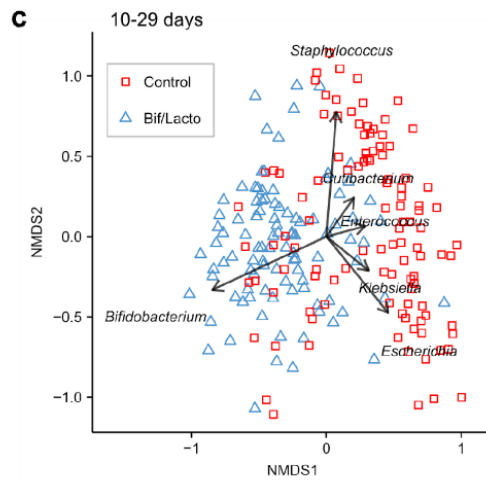 C
10-29 days
Staphylococcus
Control
Bif/Lacto
Cutibacterium
Enterococcus
Klebsiella
Bifidobacterium
Escherichia
NMDS2
1.0
0.5
0.0
−0.5
−1.0
−1
0
1
NMDS1